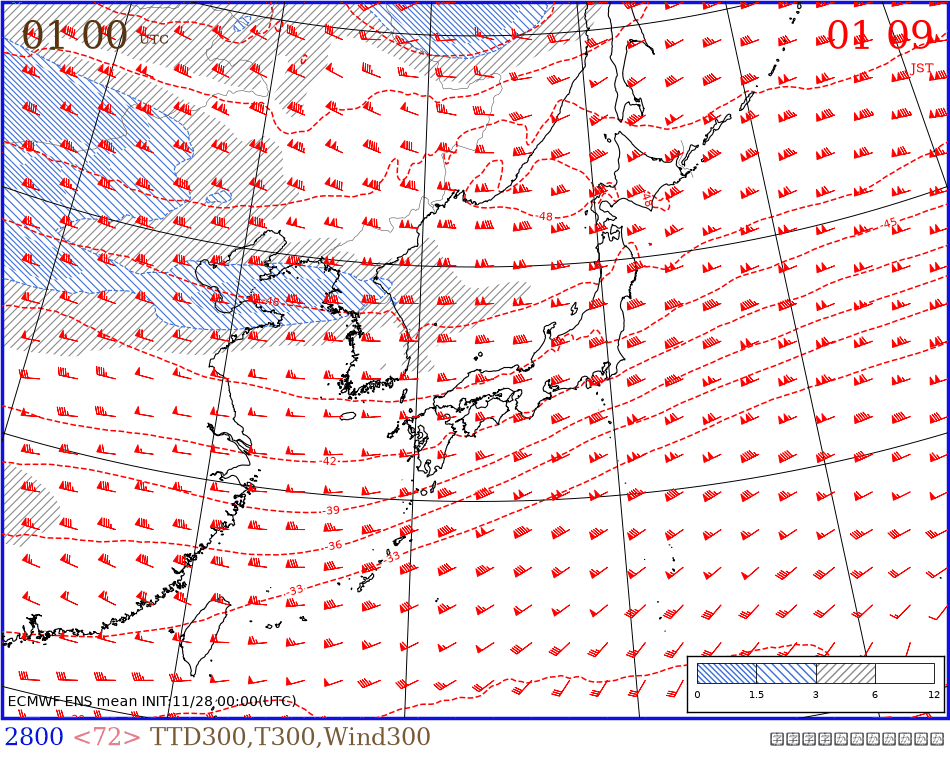 01 00 UTC
01 09
JST
-48
48
-45
-48
-42
-39
-36
-33
-33
0 1.5 3 6 12
ECMWF ENS mean INIT:11/28 00:00(UTC)
2800 <72> TTD300,T300,Wind300